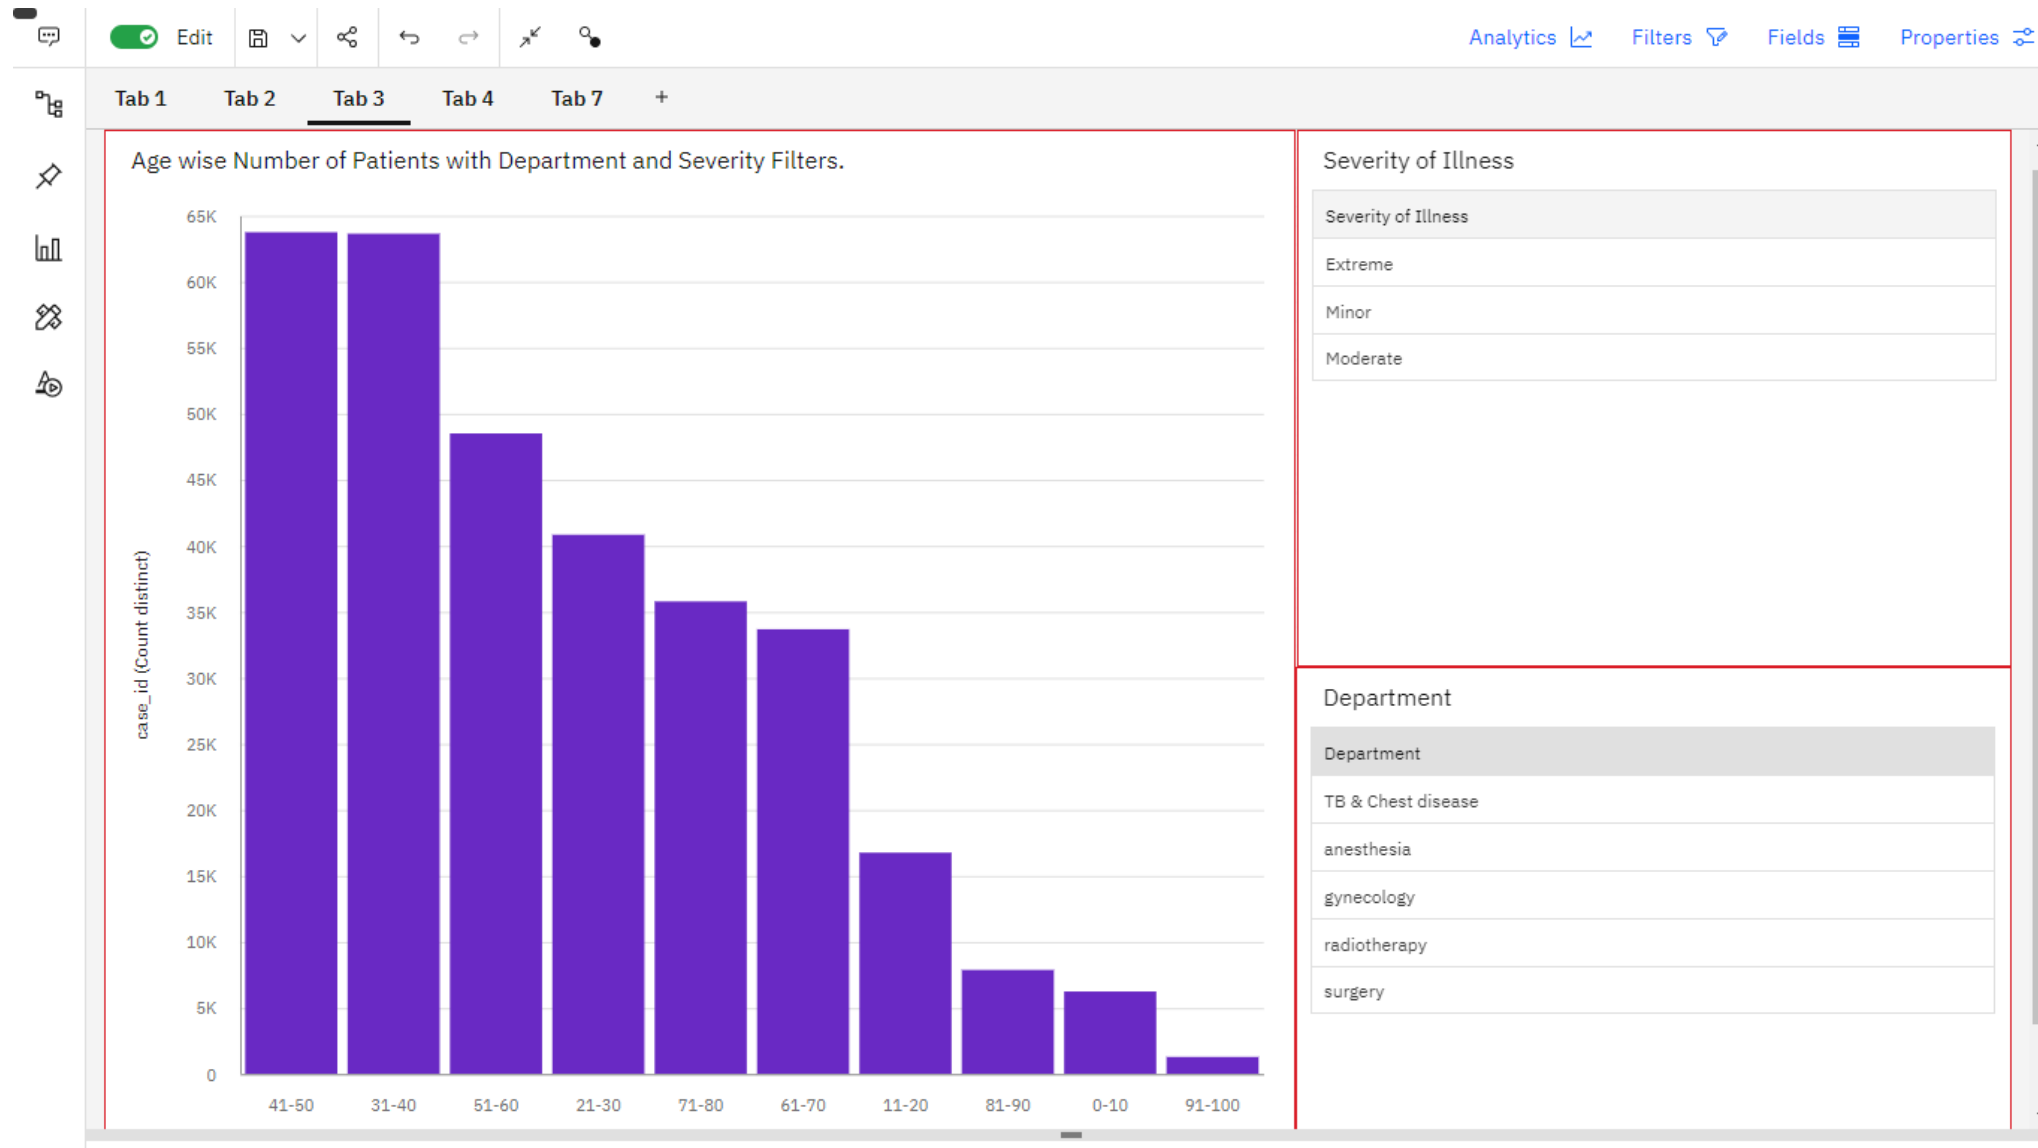 Edit
Analytics
Filters
Fields
Properties
Tab 1
Tab 2
Tab 3
Tab 4
Tab 7
+
Age wise Number of Patients with Department and Severity Filters.
65K
60K
55K
50K
45K
40K
35K
30K
25K
20K
15K
10K
5K
0
case_id (Count distinct)
41-50
31-40
51-60
21-30
71-80
61-70
11-20
81-90
0-10
91-100
Severity of Illness
Severity of Illness
Extreme
Minor
Moderate
Department
Department
TB & Chest disease
anesthesia
gynecology
radiotherapy
surgery